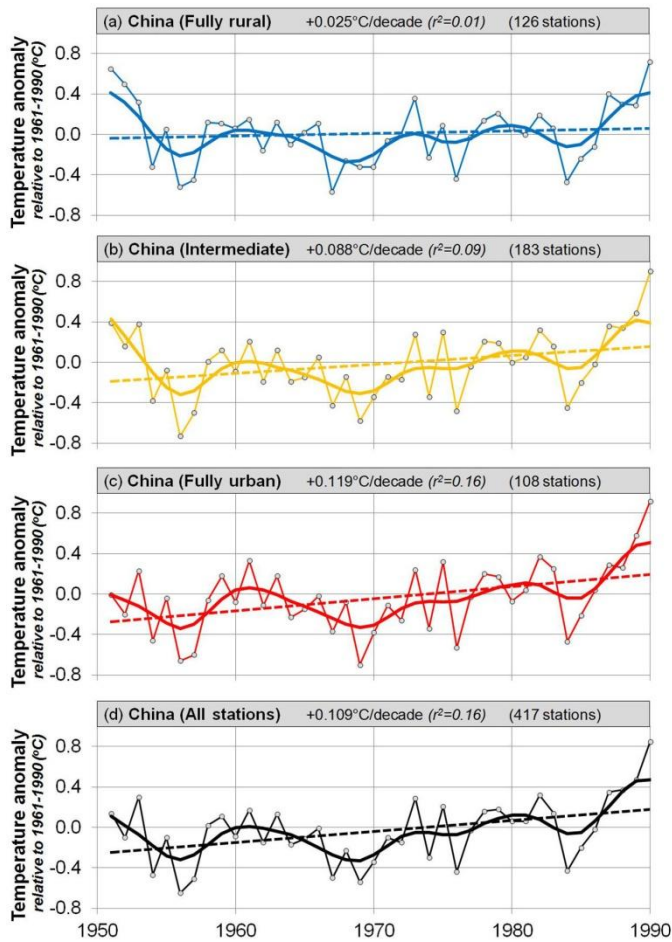 (a) China (Fully rural) +0.025°C/decade (r²=0.01) (126 stations)
Temperature anomaly
relative to 1961-1990 (ºC)
0.8
0.4
0.0
-0.4
-0.8
(b) China (Intermediate) +0.088°C/decade (r²=0.09) (183 stations)
Temperature anomaly
relative to 1961-1990 (ºC)
0.8
0.4
0.0
-0.4
-0.8
(c) China (Fully urban) +0.119°C/decade (r²=0.16) (108 stations)
Temperature anomaly
relative to 1961-1990 (ºC)
0.8
0.4
0.0
-0.4
-0.8
(d) China (All stations) +0.109°C/decade (r²=0.16) (417 stations)
Temperature anomaly
relative to 1961-1990 (ºC)
0.8
0.4
0.0
-0.4
-0.8
1950 1960 1970 1980 1990